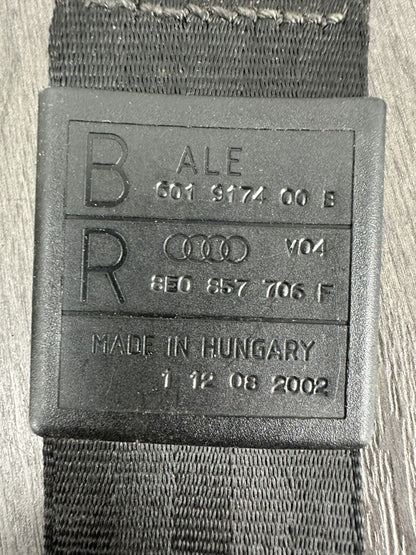 B ALE
601 9174 00 B
R V04
8E0 857 706 F
MADE IN HUNGARY
1 12 08 2002